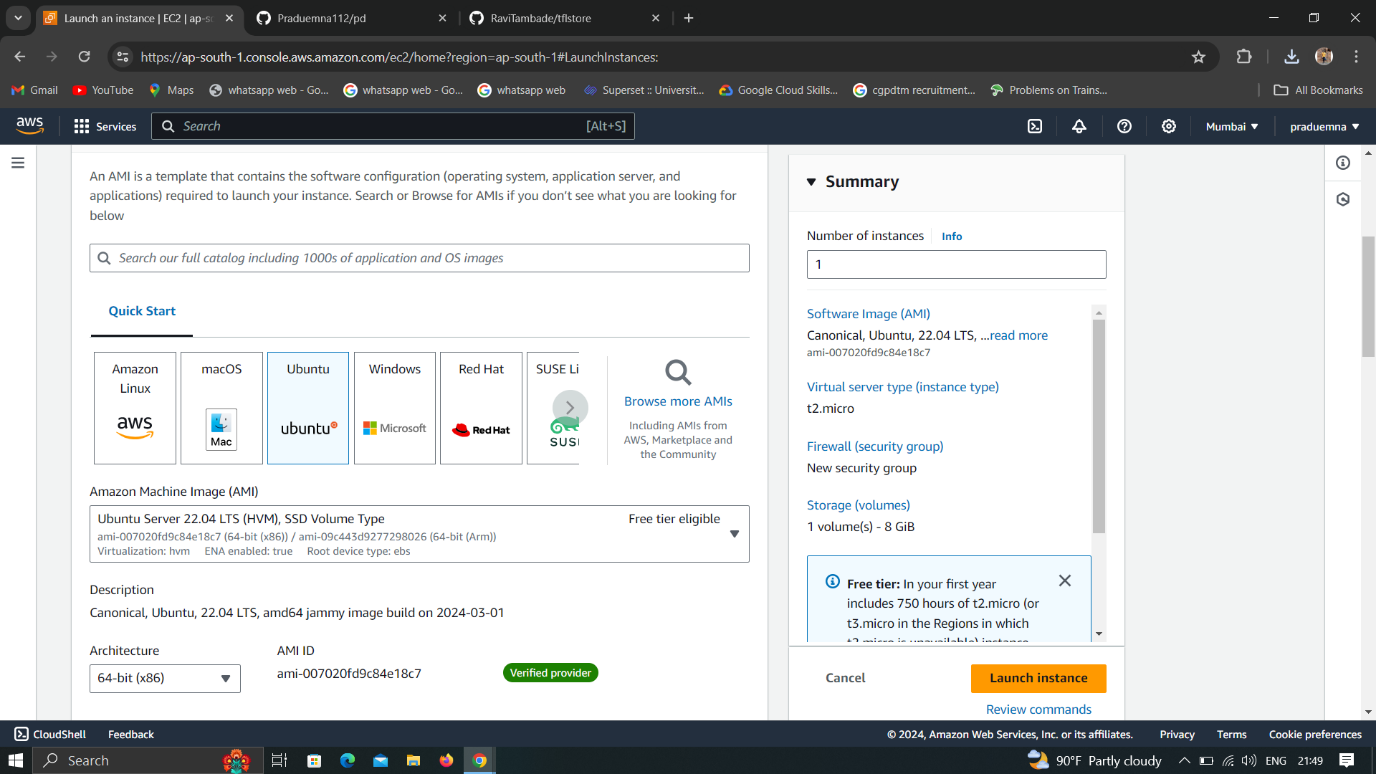 Launch an instance | EC2 | ap-so
Praduemna112/pd
RaviTambade/tflstore
https://ap-south-1.console.aws.amazon.com/ec2/home?region=ap-south-1#LaunchInstances:
Gmail
YouTube
Maps
whatsapp web - Go...
whatsapp web - Go...
whatsapp web
Superset :: Universit...
Google Cloud Skills...
cgpdtm recruitment...
Problems on Trains...
All Bookmarks
aws
Services
Search
[Alt+S]
Mumbai
praduemna
An AMI is a template that contains the software configuration (operating system, application server, and
applications) required to launch your instance. Search or Browse for AMIs if you don't see what you are looking for
below
Search our full catalog including 1000s of application and OS images
Quick Start
Amazon
Linux
aws
macOS
Mac
Ubuntu
ubuntu
Windows
Microsoft
Red Hat
Red Hat
SUSE Li
SUS
Browse more AMIs
Including AMIs from
AWS, Marketplace and
the Community
Amazon Machine Image (AMI)
Ubuntu Server 22.04 LTS (HVM), SSD Volume Type
Free tier eligible
ami-007020fd9c84e18c7 (64-bit (x86)) / ami-09c443d9277298026 (64-bit (Arm))
Virtualization: hvm ENA enabled: true Root device type: ebs
Description
Canonical, Ubuntu, 22.04 LTS, amd64 jammy image build on 2024-03-01
Architecture
64-bit (x86)
AMI ID
ami-007020fd9c84e18c7
Verified provider
Summary
Number of instances
Info
1
Software Image (AMI)
Canonical, Ubuntu, 22.04 LTS, ...read more
ami-007020fd9c84e18c7
Virtual server type (instance type)
t2.micro
Firewall (security group)
New security group
Storage (volumes)
1 volume(s) - 8 GiB
Free tier: In your first year
includes 750 hours of t2.micro (or
t3.micro in the Regions in which
t2.micro is unavailable) instance
Cancel
Launch instance
Review commands
CloudShell
Feedback
© 2024, Amazon Web Services, Inc. or its affiliates.
Privacy
Terms
Cookie preferences
Search
90°F Partly cloudy
ENG
21:49